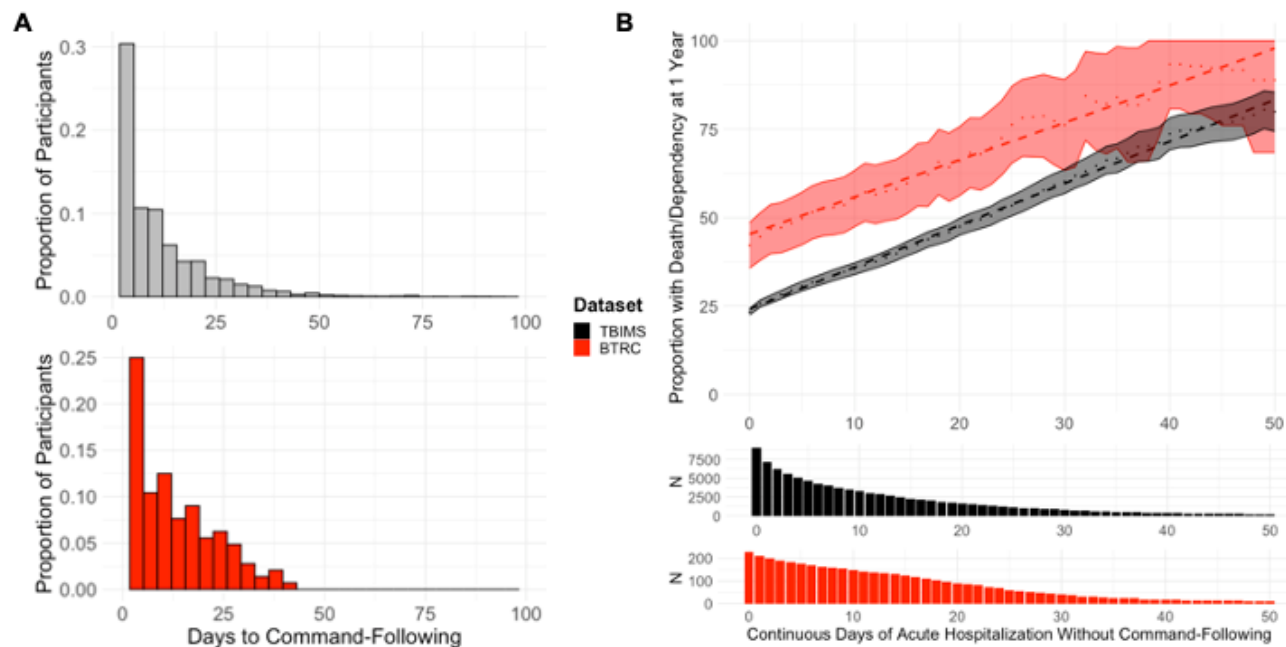 A
Proportion of Participants
0.3
0.2
0.1
0.0
0 25 50 75 100
Proportion of Participants
0.25
0.20
0.15
0.10
0.05
0.00
0 25 50 75 100
Days to Command-Following
Dataset
TBIMS
BTRC
B
Proportion with Death/Dependency at 1 Year
100
75
50
25
0
0 10 20 30 40 50
N
7500
5000
2500
0
0 10 20 30 40 50
N
200
100
0
0 10 20 30 40 50
Continuous Days of Acute Hospitalization Without Command-Following